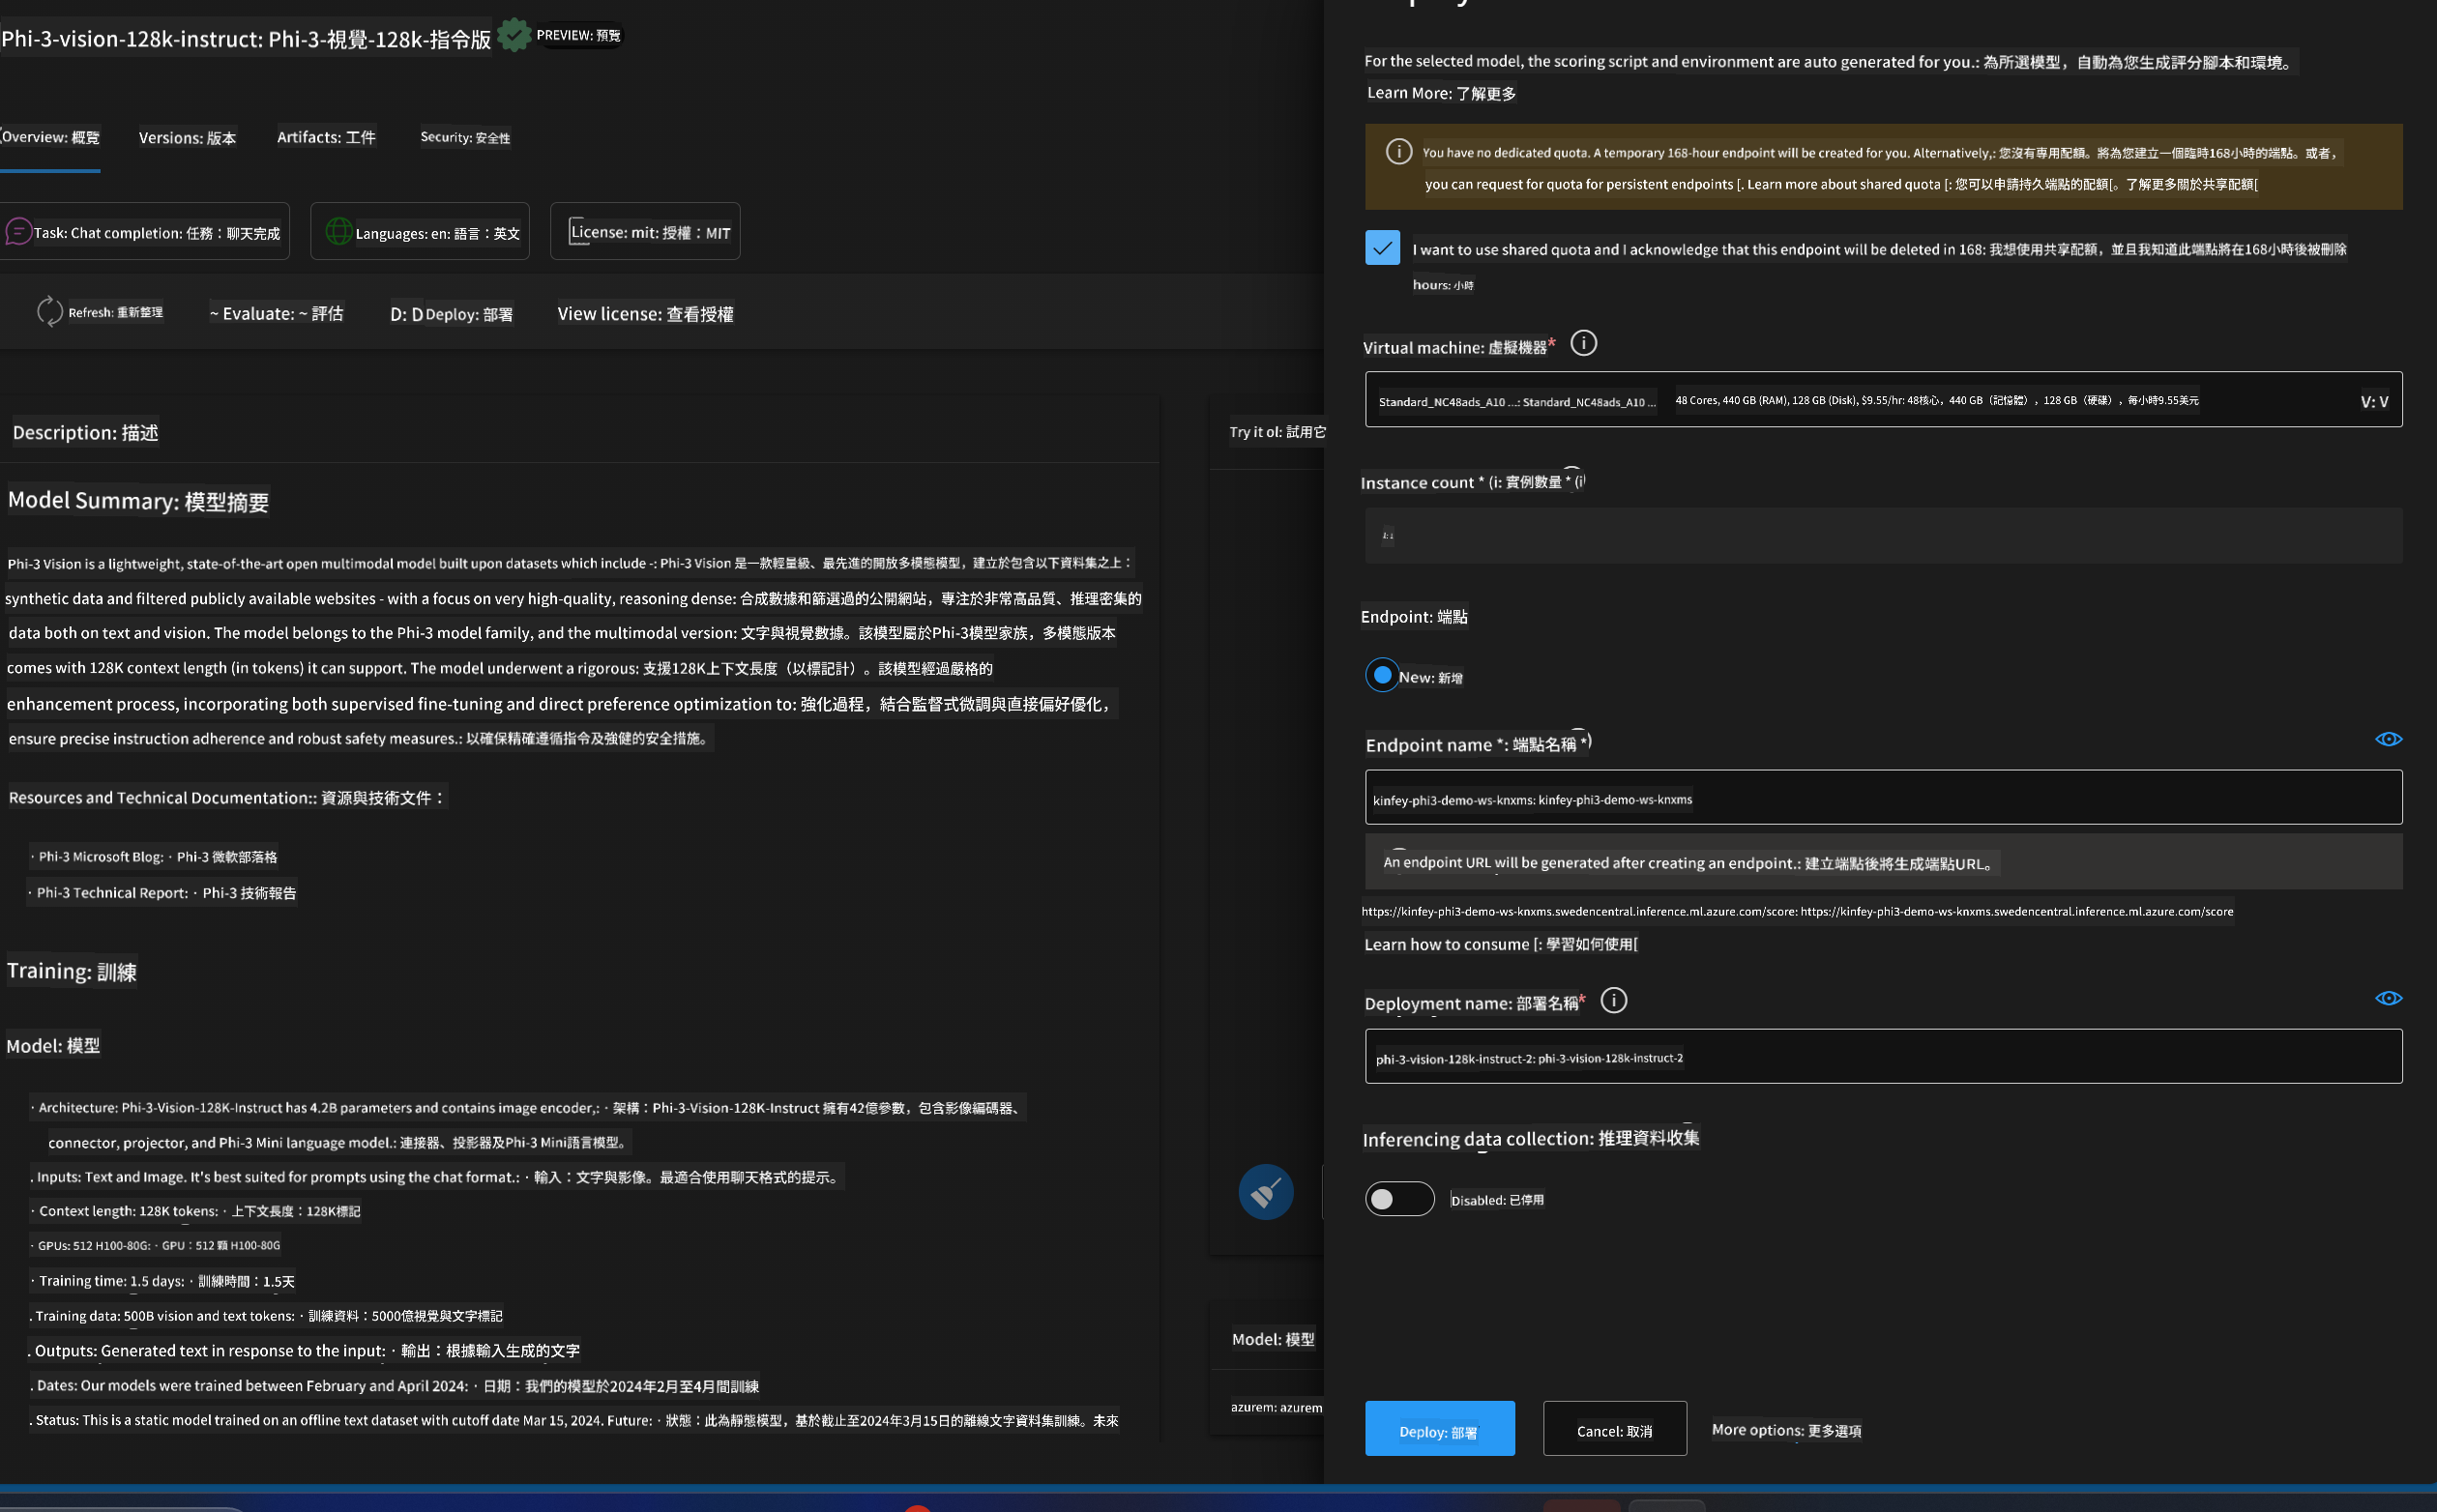 Phi-3-vision-128k-instruct: Phi-3-視覺-128k-指令版
PREVIEW: 預覽
Overview: 概覽
Versions: 版本
Artifacts: 工件
Security: 安全性
Task: Chat completion: 任務：聊天完成
Languages: en: 語言：英文
License: mit: 授權：MIT
Refresh: 重新整理
~ Evaluate: ~ 評估
D: D Deploy: 部署
View license: 查看授權
Description: 描述
Model Summary: 模型摘要
Phi-3 Vision is a lightweight, state-of-the-art open multimodal model built upon datasets which include -: Phi-3 Vision 是一款輕量級、最先進的開放多模態模型，建立於包含以下資料集之上：
synthetic data and filtered publicly available websites - with a focus on very high-quality, reasoning dense: 合成數據和篩選過的公開網站，專注於非常高品質、推理密集的
data both on text and vision. The model belongs to the Phi-3 model family, and the multimodal version: 文字與視覺數據。該模型屬於Phi-3模型家族，多模態版本
comes with 128K context length (in tokens) it can support. The model underwent a rigorous: 支援128K上下文長度（以標記計）。該模型經過嚴格的
enhancement process, incorporating both supervised fine-tuning and direct preference optimization to: 強化過程，結合監督式微調與直接偏好優化，
ensure precise instruction adherence and robust safety measures.: 以確保精確遵循指令及強健的安全措施。
Resources and Technical Documentation:: 資源與技術文件：
· Phi-3 Microsoft Blog: · Phi-3 微軟部落格
· Phi-3 Technical Report: · Phi-3 技術報告
Training: 訓練
Model: 模型
· Architecture: Phi-3-Vision-128K-Instruct has 4.2B parameters and contains image encoder,: · 架構：Phi-3-Vision-128K-Instruct 擁有42億參數，包含影像編碼器、
connector, projector, and Phi-3 Mini language model.: 連接器、投影器及Phi-3 Mini語言模型。
. Inputs: Text and Image. It's best suited for prompts using the chat format.: · 輸入：文字與影像。最適合使用聊天格式的提示。
· Context length: 128K tokens: · 上下文長度：128K標記
· GPUs: 512 H100-80G: · GPU：512 顆 H100-80G
· Training time: 1.5 days: · 訓練時間：1.5天
. Training data: 500B vision and text tokens: · 訓練資料：5000億視覺與文字標記
. Outputs: Generated text in response to the input: · 輸出：根據輸入生成的文字
. Dates: Our models were trained between February and April 2024: · 日期：我們的模型於2024年2月至4月間訓練
. Status: This is a static model trained on an offline text dataset with cutoff date Mar 15, 2024. Future: · 狀態：此為靜態模型，基於截止至2024年3月15日的離線文字資料集訓練。未來
Try it ol: 試用它
Model: 模型
azurem: azurem
For the selected model, the scoring script and environment are auto generated for you.: 為所選模型，自動為您生成評分腳本和環境。
Learn More: 了解更多
You have no dedicated quota. A temporary 168-hour endpoint will be created for you. Alternatively,: 您沒有專用配額。將為您建立一個臨時168小時的端點。或者，
you can request for quota for persistent endpoints [. Learn more about shared quota [: 您可以申請持久端點的配額[。了解更多關於共享配額[
I want to use shared quota and I acknowledge that this endpoint will be deleted in 168: 我想使用共享配額，並且我知道此端點將在168小時後被刪除
hours: 小時
Virtual machine: 虛擬機器*
Standard_NC48ads_A10 ...: Standard_NC48ads_A10 ...
48 Cores, 440 GB (RAM), 128 GB (Disk), $9.55/hr: 48核心，440 GB（記憶體），128 GB（硬碟），每小時9.55美元
V: V
Instance count * (i: 實例數量 * (i
Endpoint: 端點
New: 新增
Endpoint name *: 端點名稱 *
kinfey-phi3-demo-ws-knxms: kinfey-phi3-demo-ws-knxms
An endpoint URL will be generated after creating an endpoint.: 建立端點後將生成端點URL。
https://kinfey-phi3-demo-ws-knxms.swedencentral.inference.ml.azure.com/score: https://kinfey-phi3-demo-ws-knxms.swedencentral.inference.ml.azure.com/score
Learn how to consume [: 學習如何使用[
Deployment name: 部署名稱*
phi-3-vision-128k-instruct-2: phi-3-vision-128k-instruct-2
Inferencing data collection: 推理資料收集
Disabled: 已停用
Deploy: 部署
Cancel: 取消
More options: 更多選項